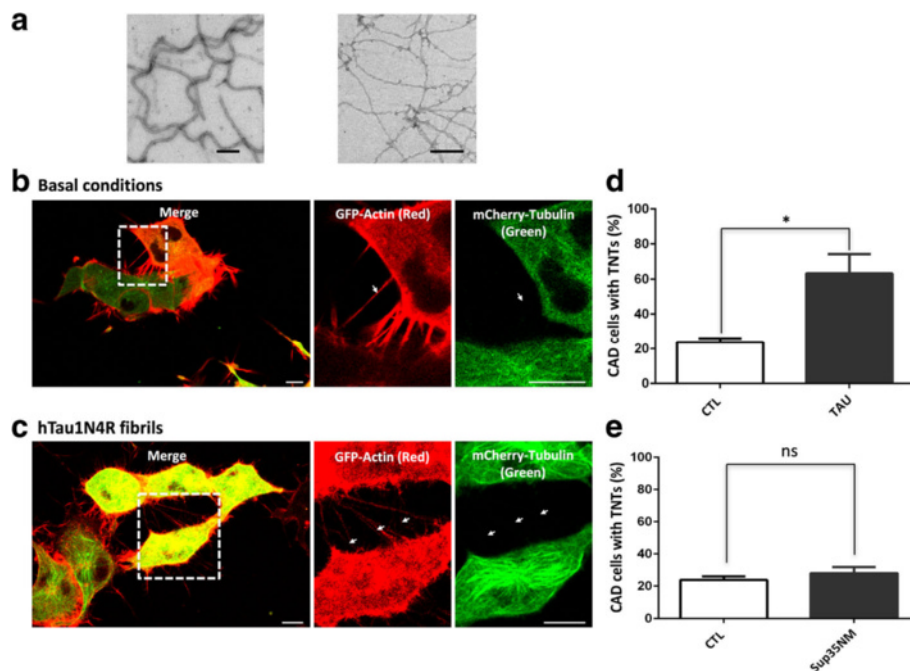 a
b Basal conditions
Merge
GFP-Actin (Red)
mCherry-Tubulin
(Green)
c hTau1N4R fibrils
Merge
GFP-Actin (Red)
mCherry-Tubulin
(Green)
d
CAD cells with TNTs (%)
100
80
60
40
20
0
*
CTL
TAU
e
CAD cells with TNTs (%)
100
80
60
40
20
0
ns
CTL
Sup35NM